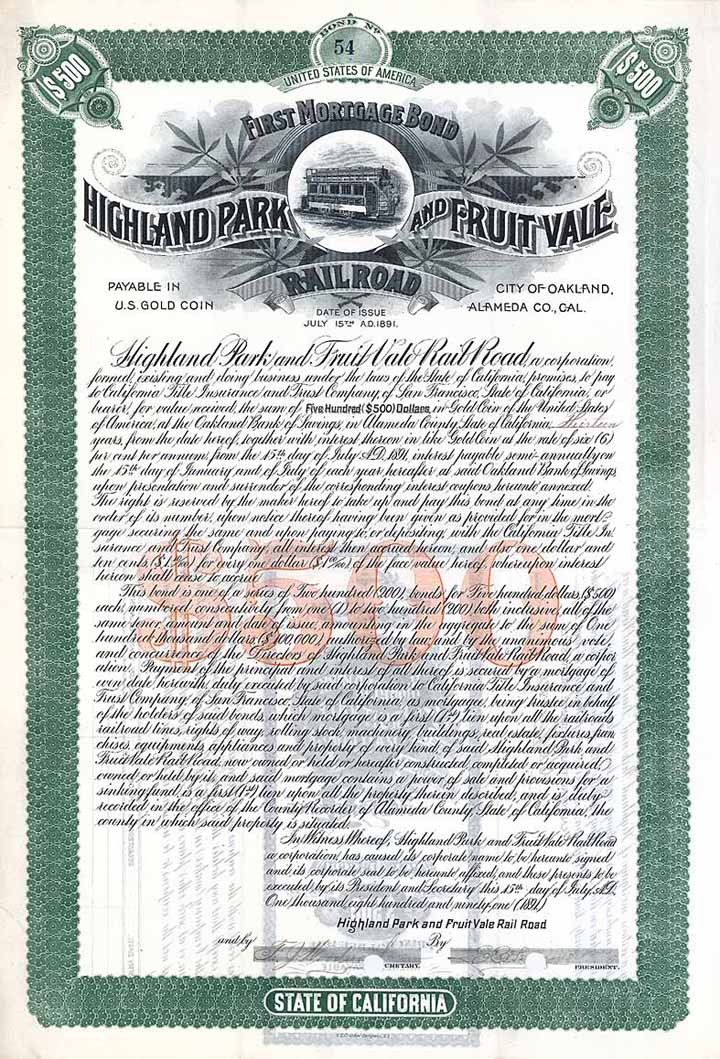 BOND Nº
54
UNITED STATES OF AMERICA
$500
$500
FIRST MORTGAGE BOND
HIGHLAND PARK AND FRUIT VALE
RAIL ROAD
PAYABLE IN
U.S. GOLD COIN
CITY OF OAKLAND,
ALAMEDA CO., CAL.
DATE OF ISSUE
JULY 15TH A.D. 1891.
Highland Park and Fruit Vale Rail Road, a corporation,
formed, existing and doing business under the laws of the State of California, promises to pay
to California Title Insurance and Trust Company, of San Francisco, State of California, or
bearer, for value received, the sum of Five Hundred ($500) Dollars, in Gold Coin of the United States
of America, at the Oakland Bank of Savings, in Alameda County, State of California,
years, from the date hereof, together with interest thereon in like Gold Coin at the rate of six (6)
per cent per annum, from the 15th day of July A.D. 1891, interest payable semi-annually on
the 15th day of January and of July of each year hereafter at said Oakland Bank of Savings
upon presentation and surrender of the corresponding interest coupons hereunto annexed.
The right is reserved by the maker hereof to take up and pay this bond at any time in the
order of its number, upon notice thereof having been given as provided for in the mort-
gage securing the same and upon paying to, or depositing, with the California Title In-
surance and Trust Company, all interest then accrued thereon, and also one dollar and
ten cents for every one dollar of the face value hereof, whereupon interest
hereon shall cease to accrue.
This bond is one of a series of Two hundred (200), bonds for Five hundred dollars ($500)
each, numbered consecutively from one (1) to two hundred (200), both inclusive, all of the
same tenor, amount and date of issue, amounting in the aggregate to the sum of One
hundred thousand dollars ($100,000) authorized by law, and by the unanimous vote,
and concurrence of the Directors of Highland Park and Fruit Vale Rail Road, a corpor
ation. Payment of the principal and interest of all hereof is secured by a mortgage of
even date herewith, duly executed by said corporation to California Title Insurance and
Trust Company, of San Francisco, State of California, as mortgagee, being trustee in behalf
of the holders of said bonds, which mortgage is a first (1st) lien upon all the railroads
railroad lines, rights of way, rolling stock, machinery, buildings, real estate, fixtures, fran
chises, equipments, appliances and property of every kind, of said Highland Park and
Fruit Vale Rail Road, now owned or held or hereafter constructed, completed or acquired,
owned or held, by it, and said mortgage contains a power of sale and provisions for a
sinking fund, is a first (1st) lien upon all the property therein described, and is duly
recorded in the office of the County Recorder of Alameda County, State of California, the
county in which said property is situated.
In Witness Whereof, Highland Park and Fruit Vale Rail Road
a corporation has caused its corporate name to be hereunto signed
and its corporate seal to be hereunto affixed, and these presents to be
executed by its President and Secretary this 15th day of July A.D.
One thousand eight hundred and ninety one (1891)
Highland Park and Fruit Vale Rail Road
and by
By
CRETARY.
PRESIDENT.
$500
STATE OF CALIFORNIA